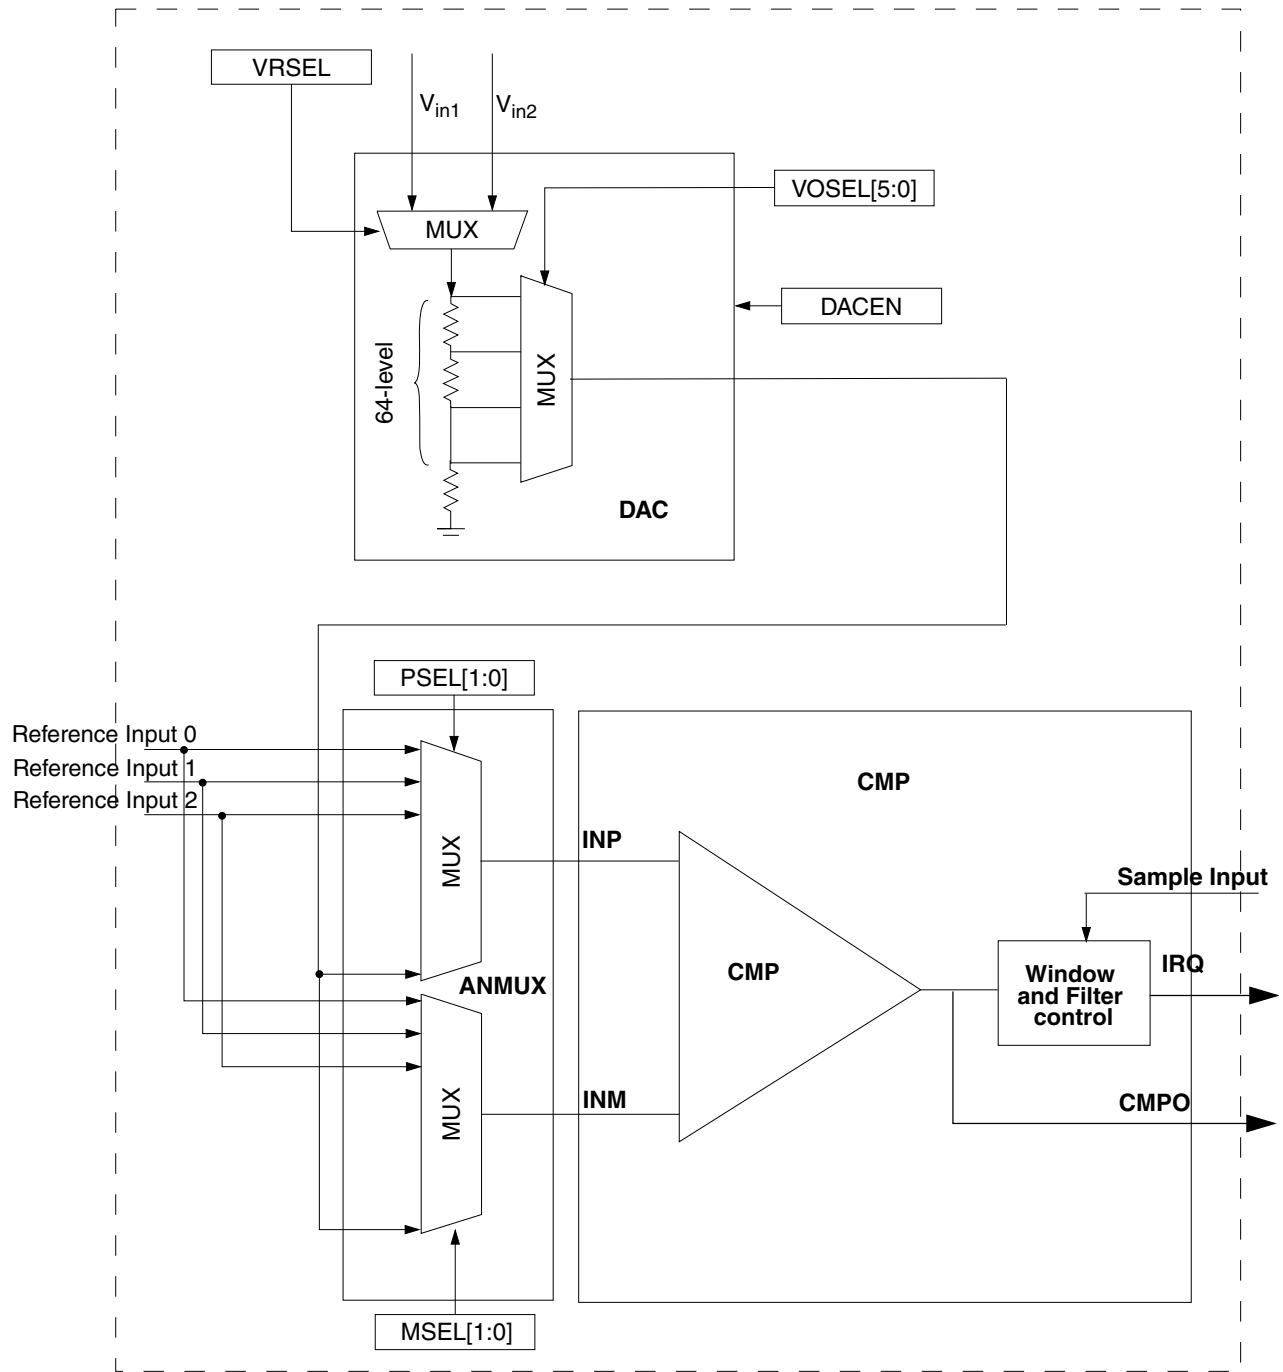 VRSEL
Vin1
Vin2
VOSEL[5:0]
MUX
DACEN
64-level
MUX
DAC
PSEL[1:0]
Reference Input 0
Reference Input 1
Reference Input 2
CMP
INP
MUX
Sample Input
CMP
IRQ
Window
and Filter
control
ANMUX
MUX
INM
CMPO
MSEL[1:0]